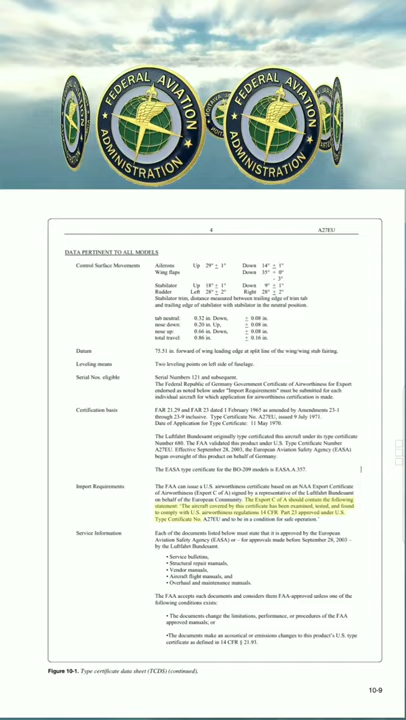 FEDERAL AVIATION
ADMINISTRATION
FEDERAL AVIATION
ADMINISTRATION
4 A27EU
DATA PERTINENT TO ALL MODELS
Control Surface Movements Ailerons Up 29° ± 1° Down 14° ± 1°
Wing flaps Down 35° + 0°
- 3°
Stabilator Up 18° ± 1° Down 9° ± 1°
Rudder Left 28° ± 2° Right 28° ± 2°
Stabilator trim, distance measured between trailing edge of trim tab
and trailing edge of stabilator with stabilator in the neutral position.
tab neutral: 0.32 in. Down, ± 0.08 in.
nose down: 0.20 in. Up, ± 0.08 in.
nose up: 0.66 in. Down, ± 0.08 in.
total travel: 0.86 in. ± 0.16 in.
Datum 75.51 in. forward of wing leading edge at split line of the wing/wing stub fairing.
Leveling means Two leveling points on left side of fuselage.
Serial Nos. eligible Serial Numbers 121 and subsequent.
The Federal Republic of Germany Government Certificate of Airworthiness for Export
endorsed as noted below under "Import Requirements" must be submitted for each
individual aircraft for which application for airworthiness certification is made.
Certification basis FAR 21.29 and FAR 23 dated 1 February 1965 as amended by Amendments 23-1
through 23-9 inclusive. Type Certificate No. A27EU, issued 9 July 1971.
Date of Application for Type Certificate: 11 May 1970.
The Luftfahrt Bundesamt originally type certificated this aircraft under its type certificate
Number 680. The FAA validated this product under U.S. Type Certificate Number
A27EU. Effective September 28, 2003, the European Aviation Safety Agency (EASA)
began oversight of this product on behalf of Germany.
The EASA type certificate for the BO-209 models is EASA.A.357.
Import Requirements The FAA can issue a U.S. airworthiness certificate based on an NAA Export Certificate
of Airworthiness (Export C of A) signed by a representative of the Luftfahrt Bundesamt
on behalf of the European Community. The Export C of A should contain the following
statement: 'The aircraft covered by this certificate has been examined, tested, and found
to comply with U.S. airworthiness regulations 14 CFR Part 23 approved under U.S.
Type Certificate No. A27EU and to be in condition for safe operation.'
Service Information Each of the documents listed below must state that it is approved by the European
Aviation Safety Agency (EASA) or – for approvals made before September 28, 2003 –
by the Luftfahrt Bundesamt.
• Service bulletins,
• Structural repair manuals,
• Vendor manuals,
• Aircraft flight manuals, and
• Overhaul and maintenance manuals.
The FAA accepts such documents and considers them FAA-approved unless one of the
following conditions exists:
• The documents change the limitations, performance, or procedures of the FAA
approved manuals; or
•The documents make an acoustical or emissions changes to this product's U.S. type
certificate as defined in 14 CFR § 21.93.
Figure 10-1. Type certificate data sheet (TCDS) (continued).
10-9